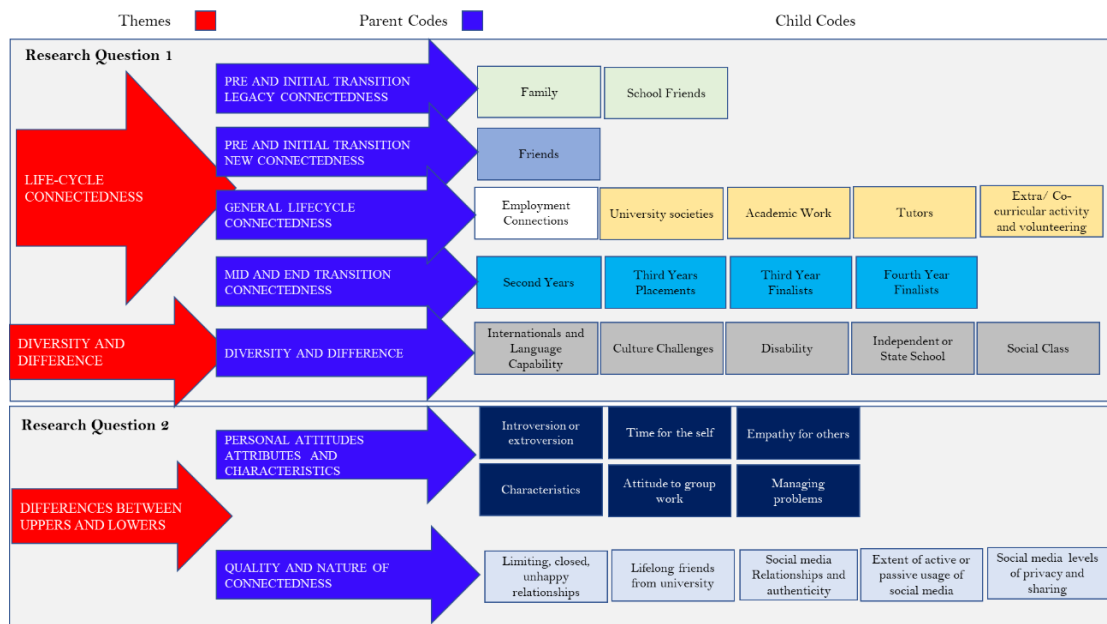 Themes
Parent Codes
Child Codes
Research Question 1
LIFE-CYCLE
CONNECTEDNESS
PRE AND INITIAL TRANSITION
LEGACY CONNECTEDNESS
Family
School Friends
PRE AND INITIAL TRANSITION
NEW CONNECTEDNESS
Friends
GENERAL LIFECYCLE
CONNECTEDNESS
Employment
Connections
University societies
Academic Work
Tutors
Extra/ Co-
curricular activity
and volunteering
MID AND END TRANSITION
CONNECTEDNESS
Second Years
Third Years
Placements
Third Year
Finalists
Fourth Year
Finalists
DIVERSITY AND
DIFFERENCE
DIVERSITY AND DIFFERENCE
Internationals and
Language
Capability
Culture Challenges
Disability
Independent or
State School
Social Class
Research Question 2
DIFFERENCES BETWEEN
UPPERS AND LOWERS
PERSONAL ATTITUDES
ATTRIBUTES AND
CHARACTERISTICS
Introversion or
extroversion
Time for the self
Empathy for others
Characteristics
Attitude to group
work
Managing
problems
QUALITY AND NATURE OF
CONNECTEDNESS
Limiting, closed,
unhappy
relationships
Lifelong friends
from university
Social media
Relationships and
authenticity
Extent of active or
passive usage of
social media
Social media levels
of privacy and
sharing